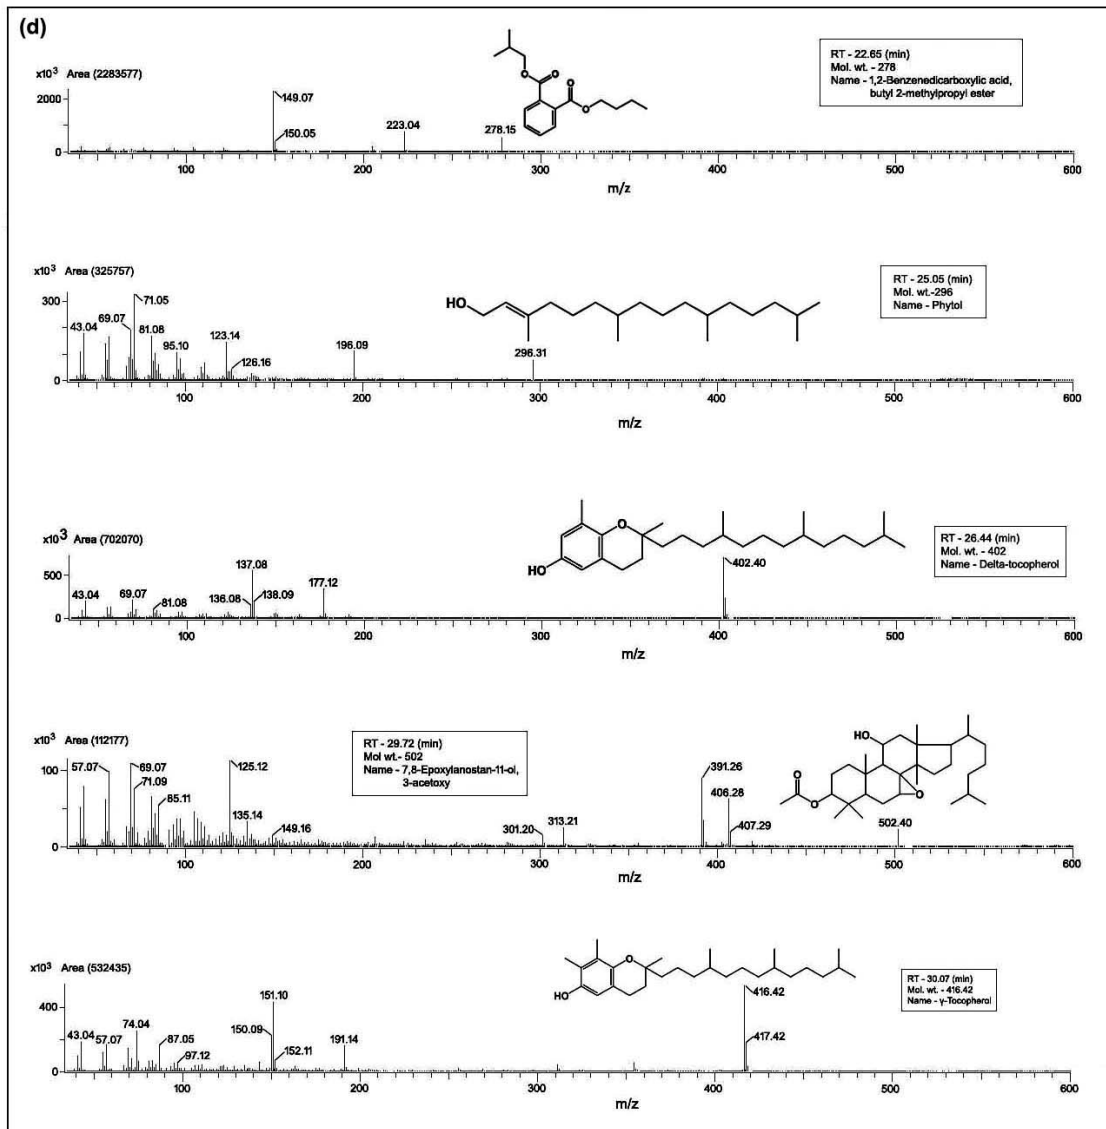 (d)
RT - 22.65 (min)
Mol. wt. - 278
Name - 1,2-Benzenedicarboxylic acid,
butyl 2-methylpropyl ester
x10³ Area (2283577)
O
O
O
O
2000
0
149.07
150.05
223.04
278.15
100
200
300
400
500
600
m/z
RT - 25.05 (min)
Mol. wt.-296
Name - Phytol
x10³ Area (325757)
HO
300
0
43.04
69.07
71.05
81.08
95.10
123.14
126.16
196.09
296.31
100
200
300
400
500
600
m/z
RT - 26.44 (min)
Mol. wt. - 402
Name - Delta-tocopherol
x10³ Area (702070)
O
HO
500
0
43.04
69.07
81.08
136.08
137.08
138.09
177.12
402.40
100
200
300
400
500
600
m/z
RT - 29.72 (min)
Mol wt.- 502
Name - 7,8-Epoxylanostan-11-ol,
3-acetoxy
x10³ Area (112177)
HO
O
O
O
100
0
57.07
69.07
71.09
85.11
125.12
135.14
149.16
301.20
313.21
391.26
406.28
407.29
502.40
100
200
300
400
500
600
m/z
RT - 30.07 (min)
Mol. wt. - 416.42
Name - γ-Tocopherol
x10³ Area (532435)
O
HO
400
0
43.04
57.07
74.04
87.05
97.12
150.09
151.10
152.11
191.14
416.42
417.42
100
200
300
400
500
600
m/z